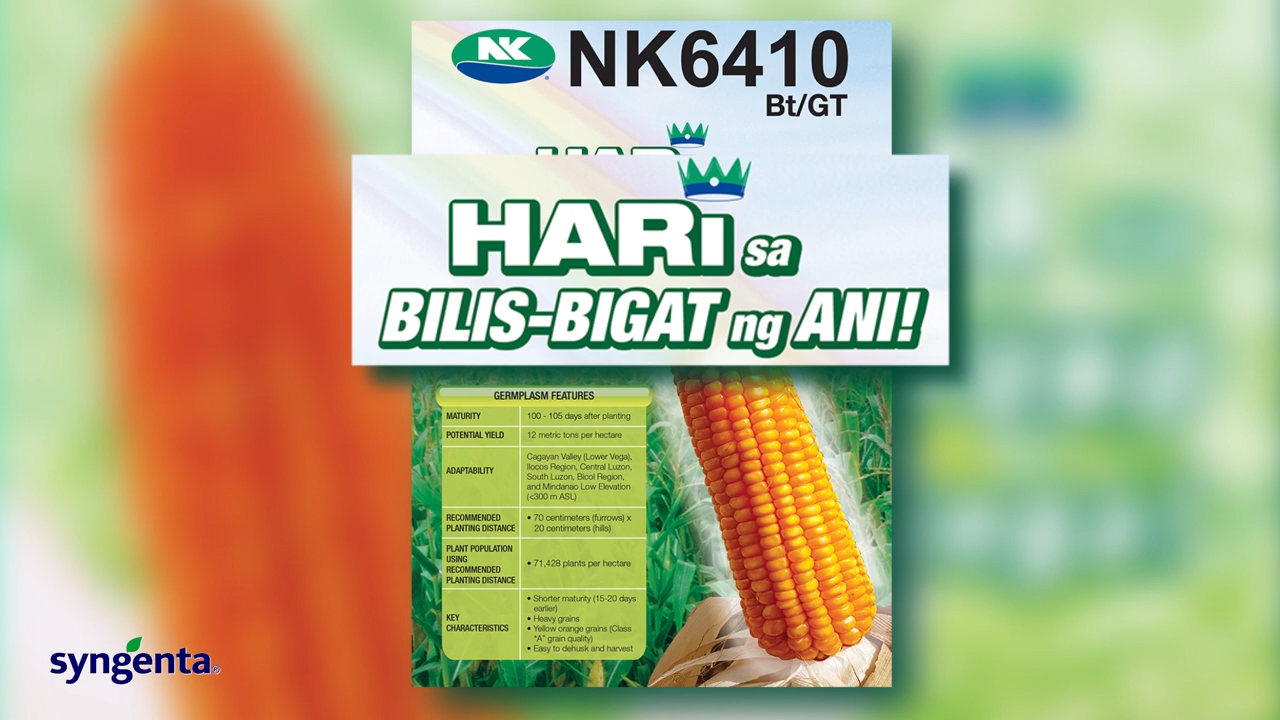 NK
NK6410
Bt/GT
HARi sa
BILIS-BIGAT ng ANI!
GERMPLASM FEATURES
MATURITY
100 - 105 days after planting
POTENTIAL YIELD
12 metric tons per hectare
ADAPTABILITY
Cagayan Valley (Lower Vega),
Ilocos Region, Central Luzon,
South Luzon, Bicol Region,
and Mindanao Low Elevation
(<300 m ASL)
RECOMMENDED
PLANTING DISTANCE
• 70 centimeters (furrows) x
20 centimeters (hills)
PLANT POPULATION
USING
RECOMMENDED
PLANTING DISTANCE
• 71,428 plants per hectare
KEY
CHARACTERISTICS
• Shorter maturity (15-20 days
earlier)
• Heavy grains
• Yellow orange grains (Class
"A" grain quality)
• Easy to dehusk and harvest
syngenta®